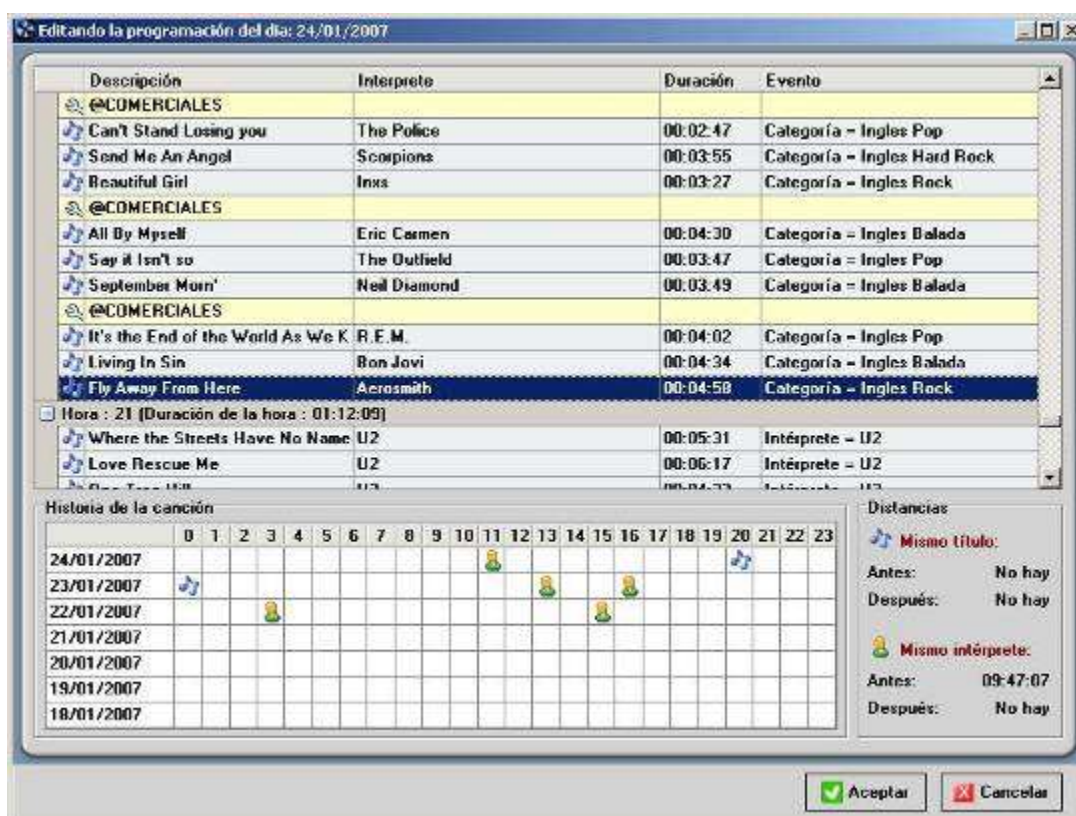 Editando la programación del dia: 24/01/2007
Descripción Interprete Duración Evento
@COMERCIALES
Can't Stand Losing you The Police 00:02:47 Categoría = Ingles Pop
Send Me An Angel Scorpions 00:03:55 Categoría = Ingles Hard Rock
Beautiful Girl Inxs 00:03:27 Categoría = Ingles Rock
@COMERCIALES
All By Myself Eric Carmen 00:04:30 Categoría = Ingles Balada
Say it Isn't so The Outfield 00:03:47 Categoría = Ingles Pop
September Morn' Neil Diamond 00:03:49 Categoría = Ingles Balada
@COMERCIALES
It's the End of the World As We K R.E.M. 00:04:02 Categoría = Ingles Pop
Living In Sin Bon Jovi 00:04:34 Categoría = Ingles Balada
Fly Away From Here Aerosmith 00:04:58 Categoría = Ingles Rock
Hora : 21 (Duración de la hora : 01:12:09)
Where the Streets Have No Name U2 00:05:31 Intérprete = U2
Love Rescue Me U2 00:06:17 Intérprete = U2
Historia de la canción
0 1 2 3 4 5 6 7 8 9 10 11 12 13 14 15 16 17 18 19 20 21 22 23
24/01/2007
23/01/2007
22/01/2007
21/01/2007
20/01/2007
19/01/2007
18/01/2007
Distancias
Mismo título:
Antes: No hay
Después: No hay
Mismo intérprete:
Antes: 09:47:07
Después: No hay
Aceptar Cancelar